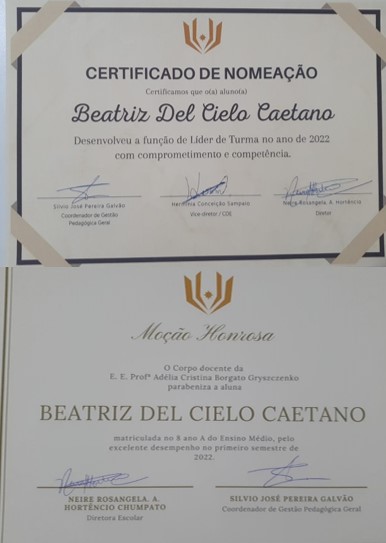 CERTIFICADO DE NOMEAÇÃO
Certificamos que o(a) aluno(a)
Beatriz Del Cielo Caetano
Desenvolveu a função de Líder de Turma no ano de 2022
com comprometimento e competência.
Silvio José Pereira Galvão
Coordenador de Gestão
Pedagógica Geral
Hermínia Conceição Sampaio
Vice diretor / COE
Neire Rosangela. A. Hortêncio
Diretor
Moção Honrosa
O Corpo docente da
E. E. Profª Adélia Cristina Borgato Gryszczenko
parabeniza a aluna
BEATRIZ DEL CIELO CAETANO
matriculada no 8 ano A do Ensino Médio, pelo
excelente desempenho no primeiro semestre de
2022.
NEIRE ROSANGELA. A.
HORTÊNCIO CHUMPATO
Diretora Escolar
SILVIO JOSÉ PEREIRA GALVÃO
Coordenador de Gestão Pedagógica Geral